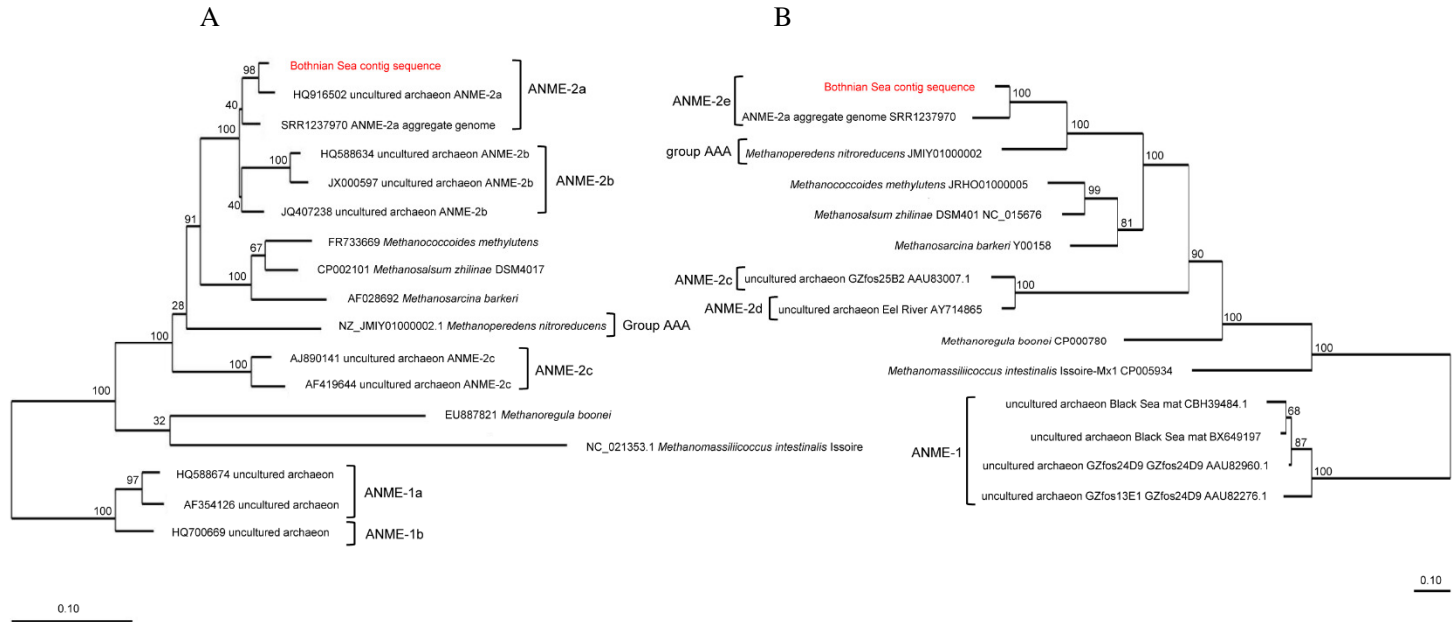 A
98
Bothnian Sea contig sequence
HQ916502 uncultured archaeon ANME-2a
ANME-2a
40
SRR1237970 ANME-2a aggregate genome
100
HQ588634 uncultured archaeon ANME-2b
100
JX000597 uncultured archaeon ANME-2b
ANME-2b
40
JQ407238 uncultured archaeon ANME-2b
91
FR733669 Methanococcoides methylutens
67
CP002101 Methanosalsum zhilinae DSM4017
100
AF028692 Methanosarcina barkeri
28
NZ_JMIY01000002.1 Methanoperedens nitroreducens
Group AAA
100
AJ890141 uncultured archaeon ANME-2c
100
ANME-2c
AF419644 uncultured archaeon ANME-2c
100
EU887821 Methanoregula boonei
32
NC_021353.1 Methanomassiliicoccus intestinalis Issoire
HQ588674 uncultured archaeon
97
ANME-1a
AF354126 uncultured archaeon
100
HQ700669 uncultured archaeon
ANME-1b
0.10
B
Bothnian Sea contig sequence
ANME-2e
100
ANME-2a aggregate genome SRR1237970
100
group AAA
Methanoperedens nitroreducens JMIY01000002
100
Methanococcoides methylutens JRHO01000005
99
Methanosalsum zhilinae DSM401 NC_015676
81
Methanosarcina barkeri Y00158
90
ANME-2c
uncultured archaeon GZfos25B2 AAU83007.1
100
ANME-2d
uncultured archaeon Eel River AY714865
100
Methanoregula boonei CP000780
100
Methanomassiliicoccus intestinalis Issoire-Mx1 CP005934
uncultured archaeon Black Sea mat CBH39484.1
68
uncultured archaeon Black Sea mat BX649197
87
ANME-1
uncultured archaeon GZfos24D9 GZfos24D9 AAU82960.1
100
uncultured archaeon GZfos13E1 GZfos24D9 AAU82276.1
0.10